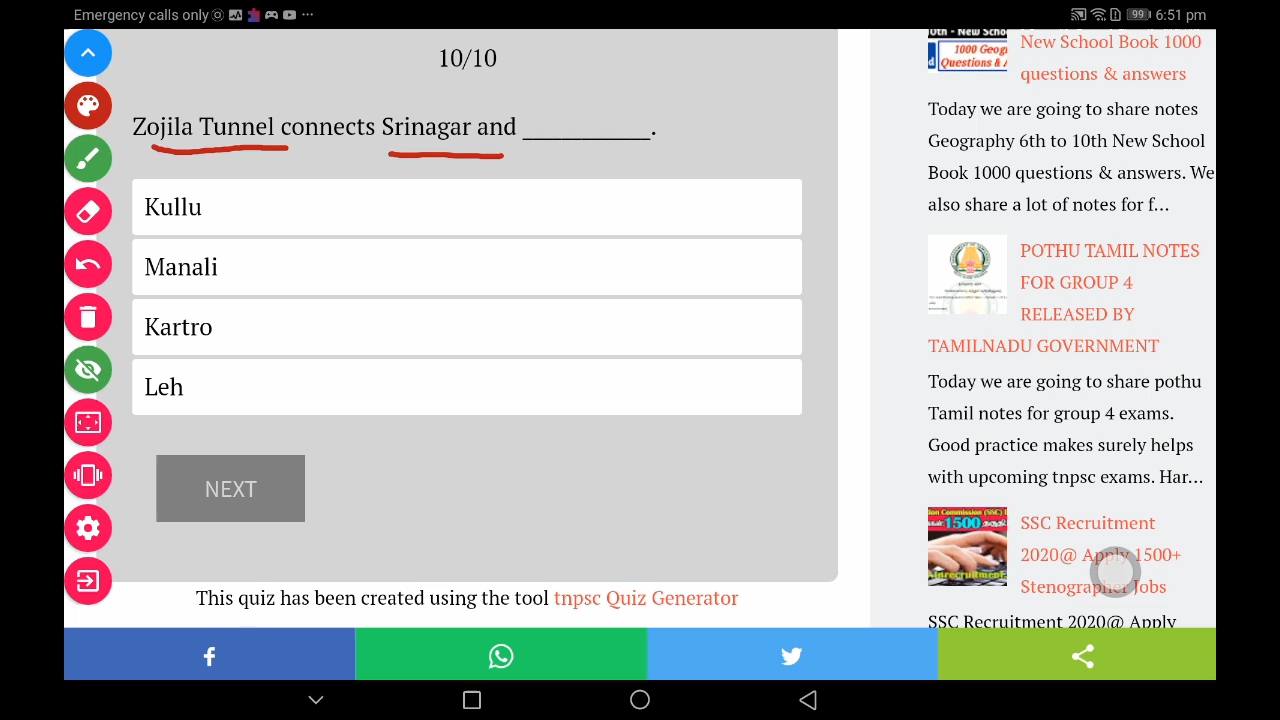 Emergency calls only
99 6:51 pm
10/10
Zojila Tunnel connects Srinagar and ____________.
Kullu
Manali
Kartro
Leh
NEXT
This quiz has been created using the tool tnpsc Quiz Generator
New School Book 1000
questions & answers
Today we are going to share notes
Geography 6th to 10th New School
Book 1000 questions & answers. We
also share a lot of notes for f...
POTHU TAMIL NOTES
FOR GROUP 4
RELEASED BY
TAMILNADU GOVERNMENT
Today we are going to share pothu
Tamil notes for group 4 exams.
Good practice makes surely helps
with upcoming tnpsc exams. Har...
SSC Recruitment
2020@ Apply 1500+
Stenographer Jobs
SSC Recruitment 2020@ Apply